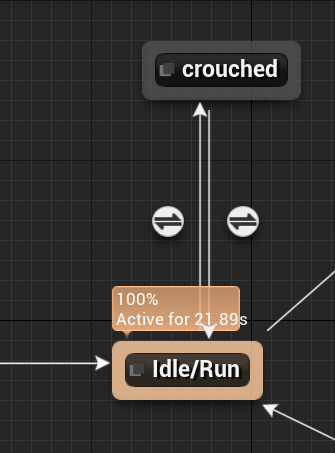 crouched
100%
Active for 21.89s
Idle/Run